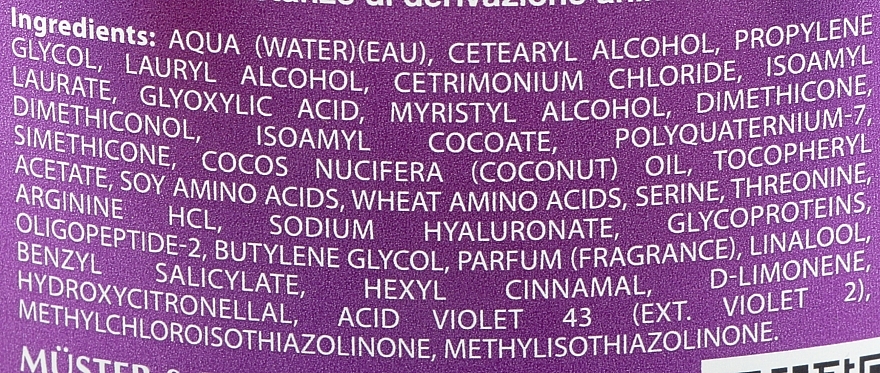 di derivazione
Ingredients: AQUA (WATER)(EAU), CETEARYL ALCOHOL, PROPYLENE
GLYCOL, LAURYL ALCOHOL, CETRIMONIUM CHLORIDE, ISOAMYL
LAURATE, GLYOXYLIC ACID, MYRISTYL ALCOHOL, DIMETHICONE,
DIMETHICONOL, ISOAMYL COCOATE, POLYQUATERNIUM-7,
SIMETHICONE, COCOS NUCIFERA (COCONUT) OIL, TOCOPHERYL
ACETATE, SOY AMINO ACIDS, WHEAT AMINO ACIDS, SERINE, THREONINE,
ARGININE HCL, SODIUM HYALURONATE, GLYCOPROTEINS,
OLIGOPEPTIDE-2, BUTYLENE GLYCOL, PARFUM (FRAGRANCE), LINALOOL,
BENZYL SALICYLATE, HEXYL CINNAMAL, D-LIMONENE,
HYDROXYCITRONELLAL, ACID VIOLET 43 (EXT. VIOLET 2),
METHYLCHLOROISOTHIAZOLINONE, METHYLISOTHIAZOLINONE.
MÜSTER